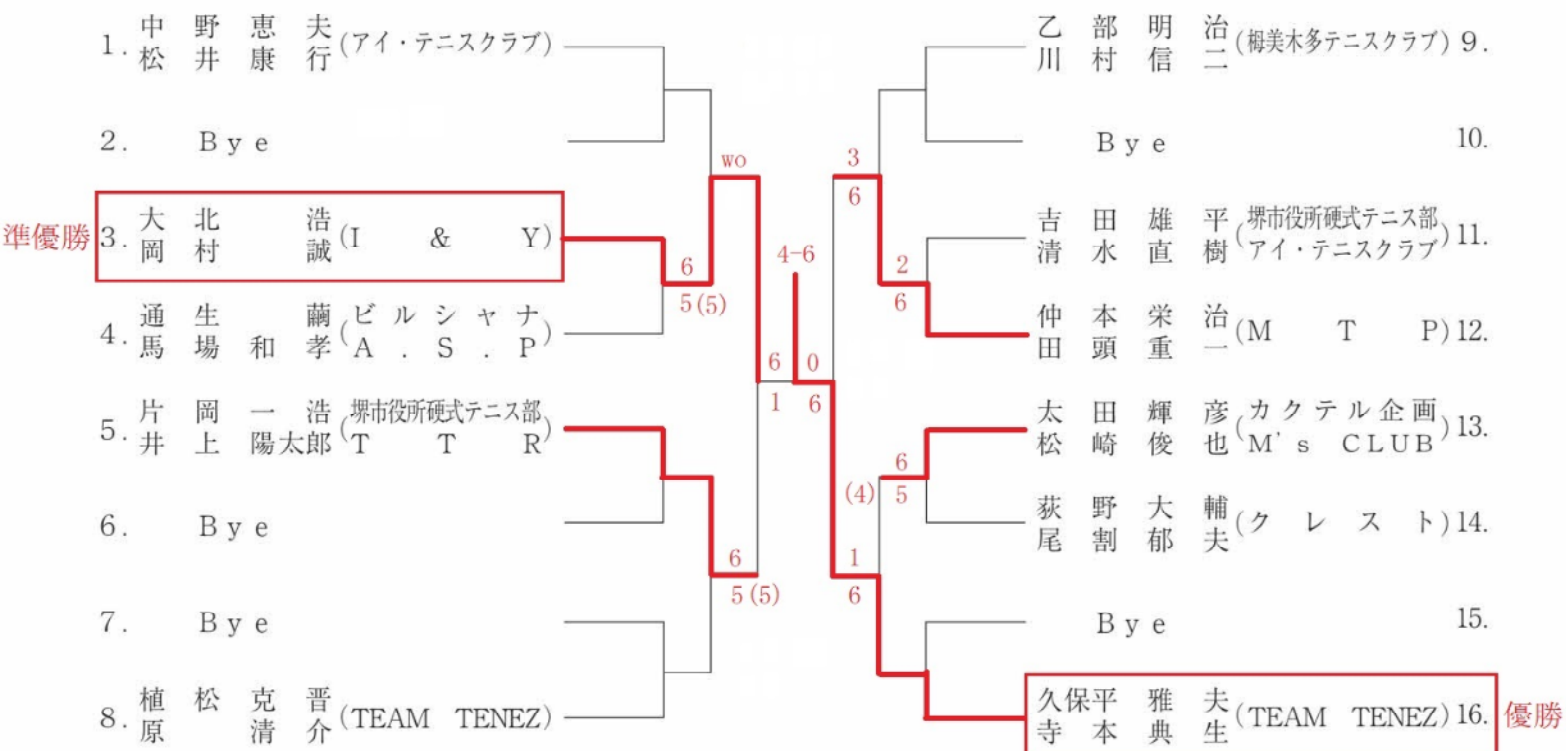 1. 中野恵夫 (アイ・テニスクラブ)
松井康行
2. Bye
準優勝 3. 大北浩 (I & Y)
岡村誠
4. 通生繭 (ビルシャナ
馬場和孝 A.S.P)
5. 片岡一浩 (堺市役所硬式テニス部
井上陽太郎 TTR)
6. Bye
7. Bye
8. 植松克晋 (TEAM TENEZ)
原清介
wo
6
5(5)
6
1
6
5(5)
4-6
0
6
3
6
2
6
6
5
(4)
1
6
乙部明治 (栂美木多テニスクラブ) 9.
川村信二
Bye 10.
吉田雄平 (堺市役所硬式テニス部
清水直樹 アイ・テニスクラブ) 11.
仲本栄治 (MTP) 12.
田頭重一
太田輝彦 (カクテル企画
松崎俊也 M's CLUB) 13.
荻野大輔 (クレスト) 14.
尾割郁夫
Bye 15.
久保平雅夫 (TEAM TENEZ) 16. 優勝
寺本典生